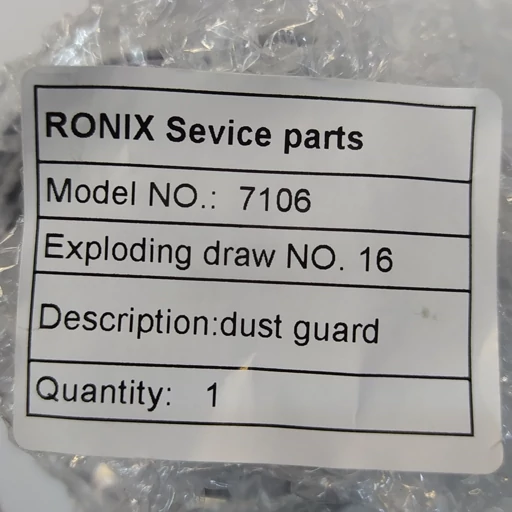 RONIX Sevice parts
Model NO.: 7106
Exploding draw NO. 16
Description:dust guard
Quantity: 1